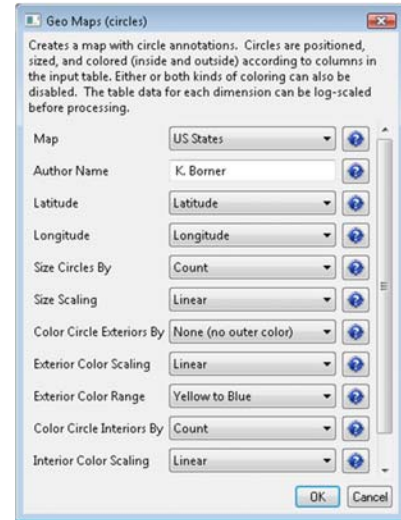 Geo Maps (circles)
Creates a map with circle annotations. Circles are positioned,
sized, and colored (inside and outside) according to columns in
the input table. Either or both kinds of coloring can also be
disabled. The table data for each dimension can be log-scaled
before processing.
Map US States
Author Name K. Borner
Latitude Latitude
Longitude Longitude
Size Circles By Count
Size Scaling Linear
Color Circle Exteriors By None (no outer color)
Exterior Color Scaling Linear
Exterior Color Range Yellow to Blue
Color Circle Interiors By Count
Interior Color Scaling Linear
OK Cancel